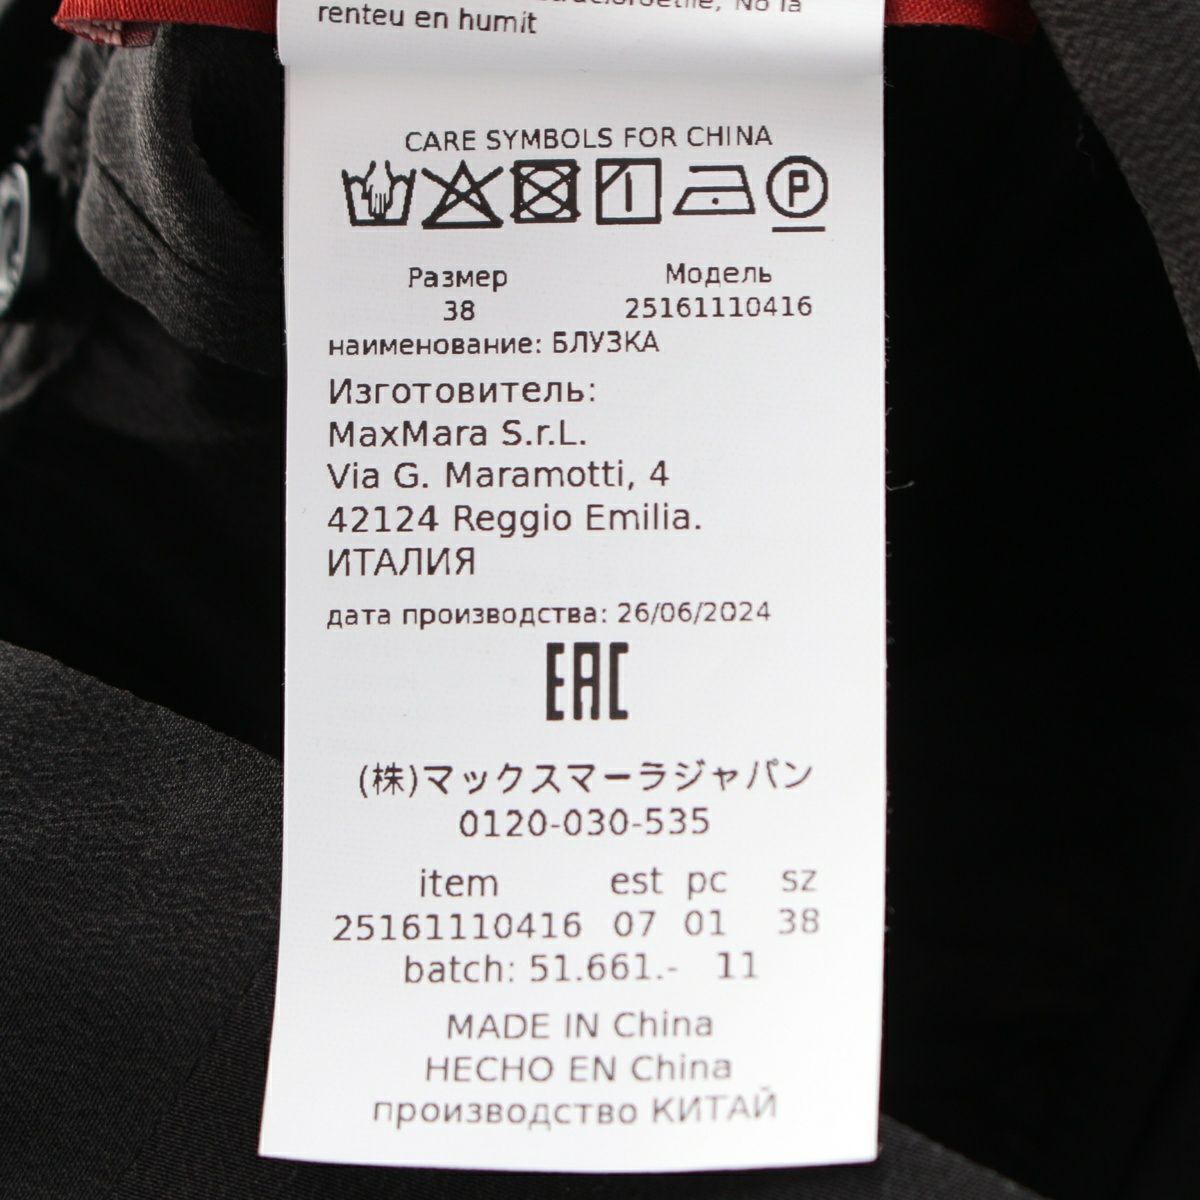 No la
renteu en humit
CARE SYMBOLS FOR CHINA
P
Размер Модель
38 25161110416
наименование: БЛУЗКА
Изготовитель:
MaxMara S.r.L.
Via G. Maramotti, 4
42124 Reggio Emilia.
ИТАЛИЯ
дата производства: 26/06/2024
EAC
(株)マックスマーラジャパン
0120-030-535
item est pc sz
25161110416 07 01 38
batch: 51.661.- 11
MADE IN China
HECHO EN China
производство КИТАЙ